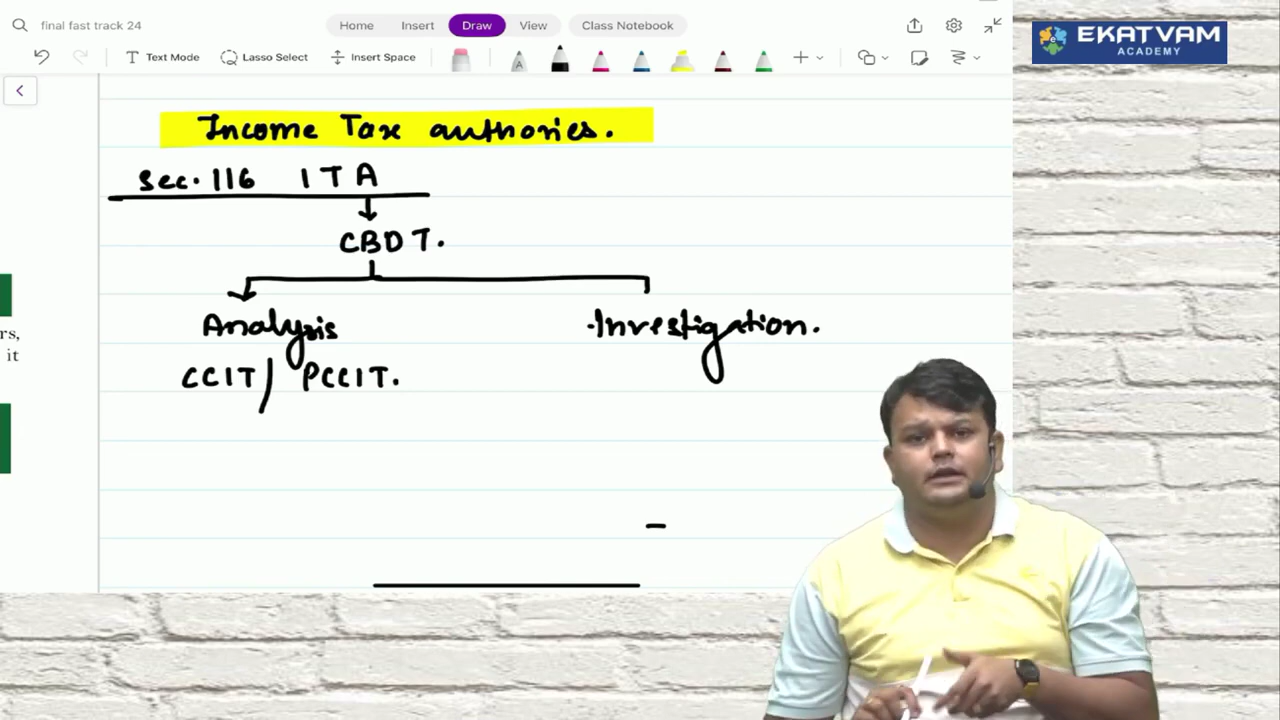 final fast track 24
Home Insert Draw View Class Notebook
Text Mode Lasso Select Insert Space
EKATVAM
ACADEMY
Income Tax authories.
Sec. 116 ITA
CBDT.
Analysis Investigation.
CCIT/ PCCIT.
rs,
it